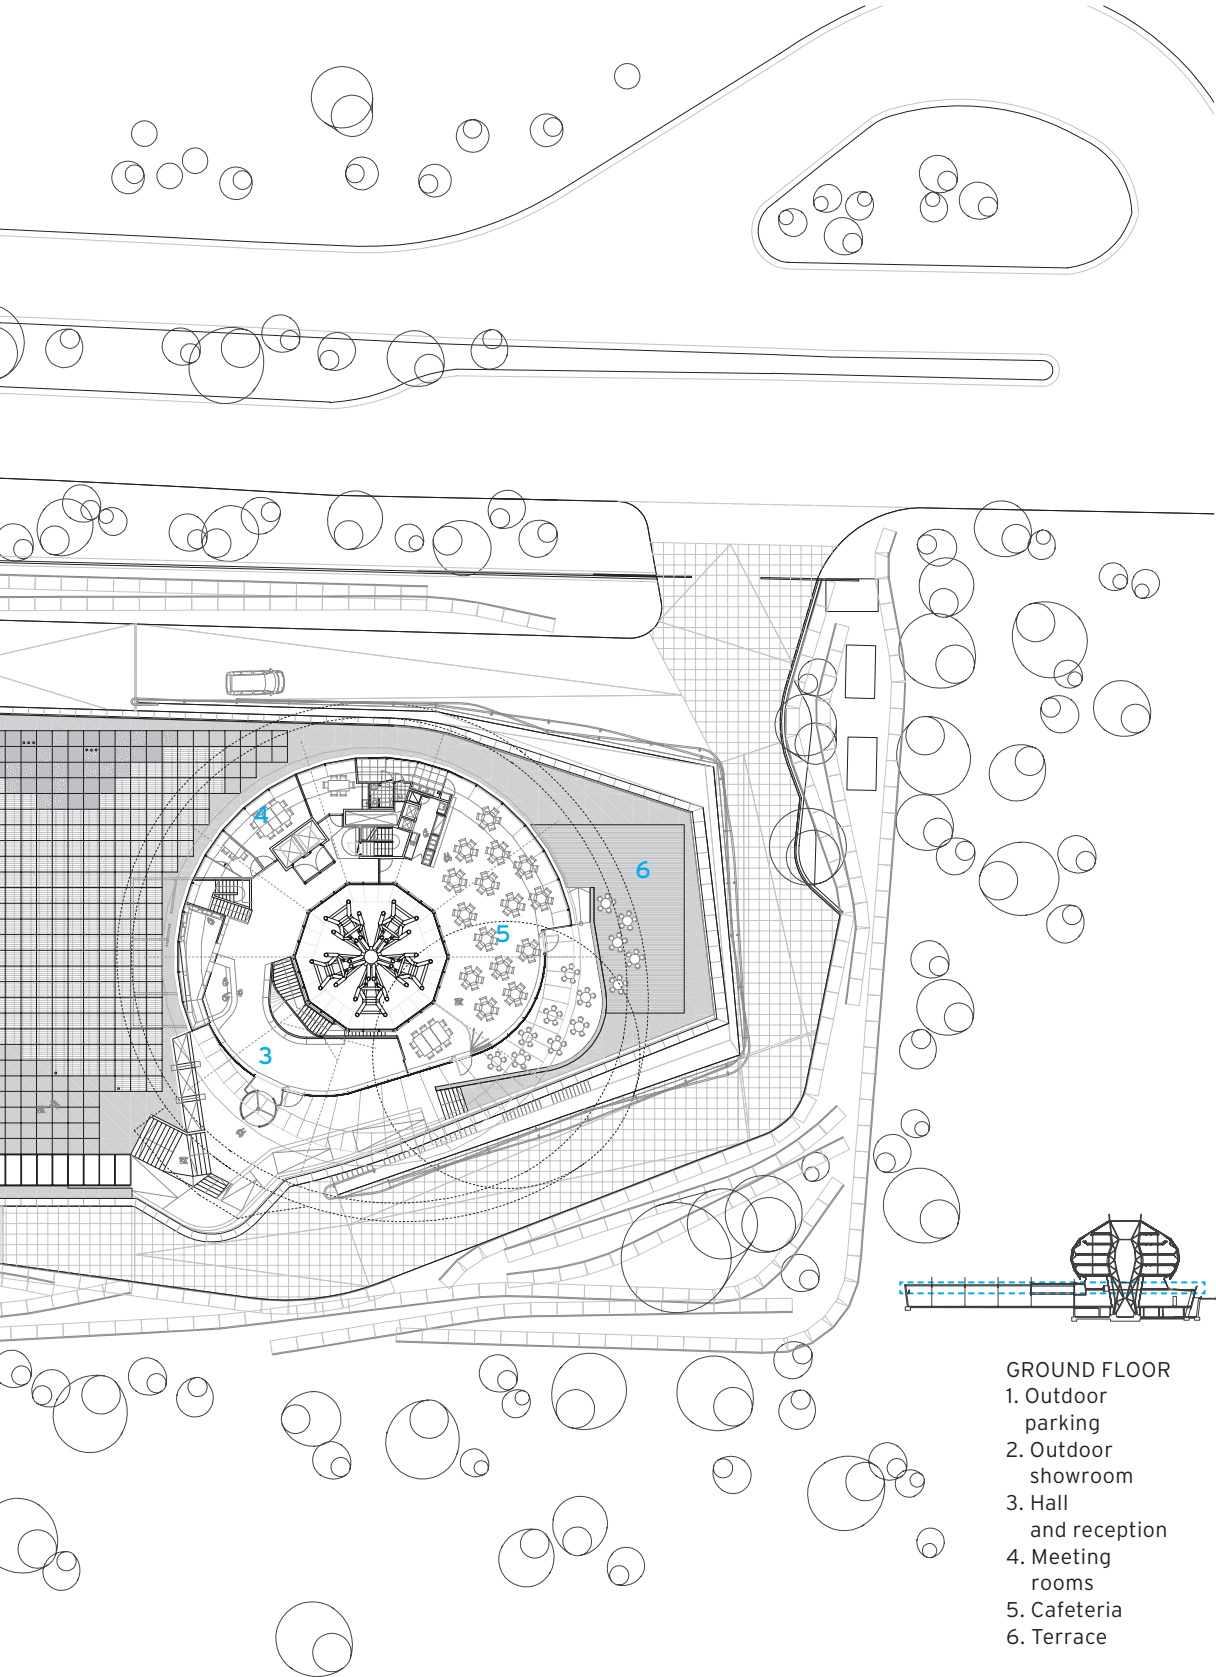 4
6
5
3
GROUND FLOOR
1. Outdoor
parking
2. Outdoor
showroom
3. Hall
and reception
4. Meeting
rooms
5. Cafeteria
6. Terrace